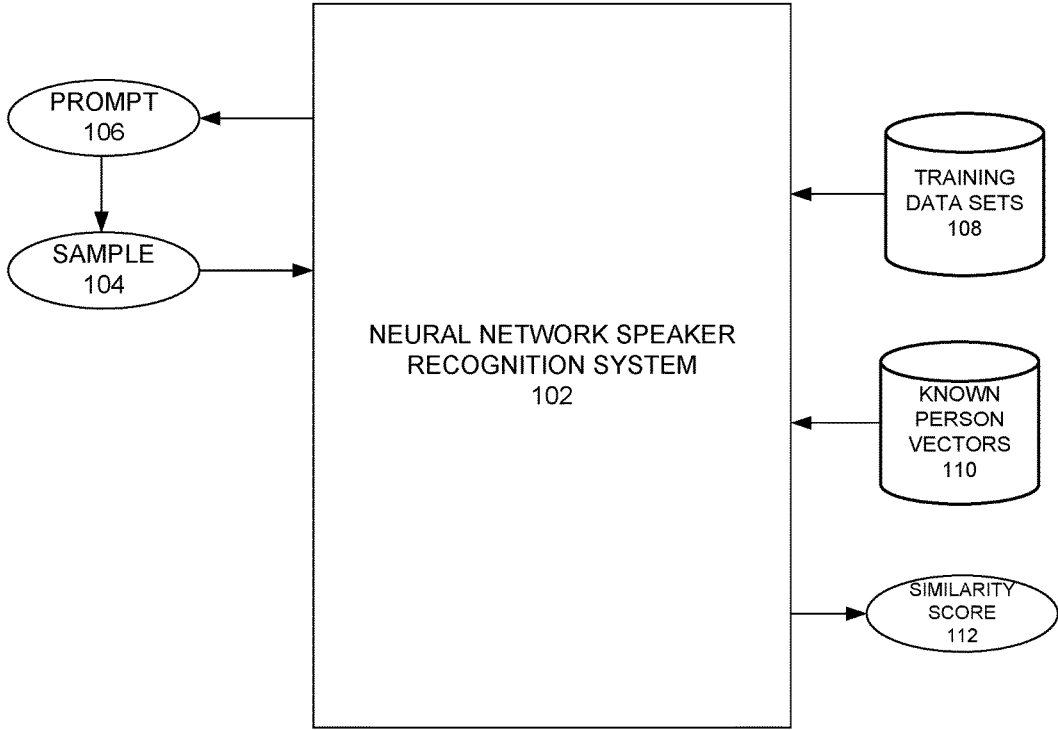 PROMPT
106
SAMPLE
104
NEURAL NETWORK SPEAKER
RECOGNITION SYSTEM
102
TRAINING
DATA SETS
108
KNOWN
PERSON
VECTORS
110
SIMILARITY
SCORE
112